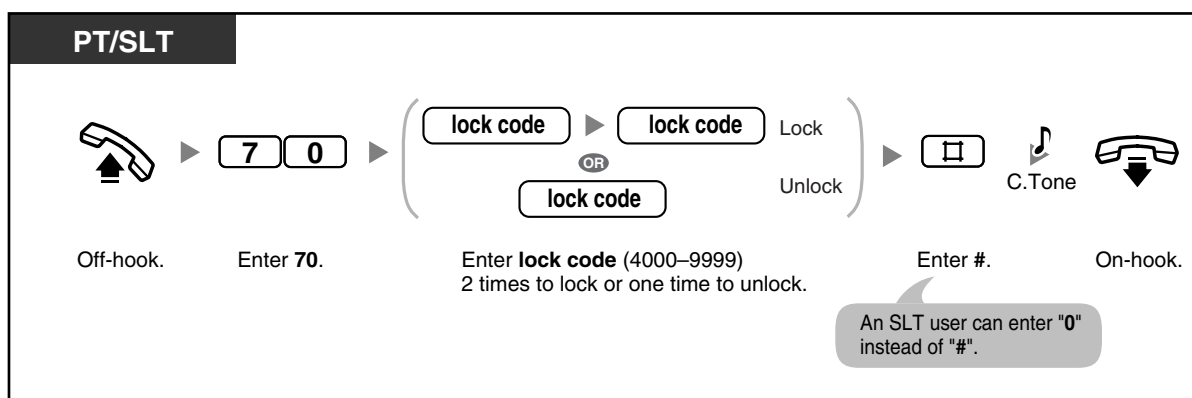 PT/SLT
lock code lock code Lock
7 0
OR
lock code Unlock
#
C.Tone
Off-hook.
Enter 70.
Enter lock code (4000–9999)
2 times to lock or one time to unlock.
Enter #.
On-hook.
An SLT user can enter "0"
instead of "#".